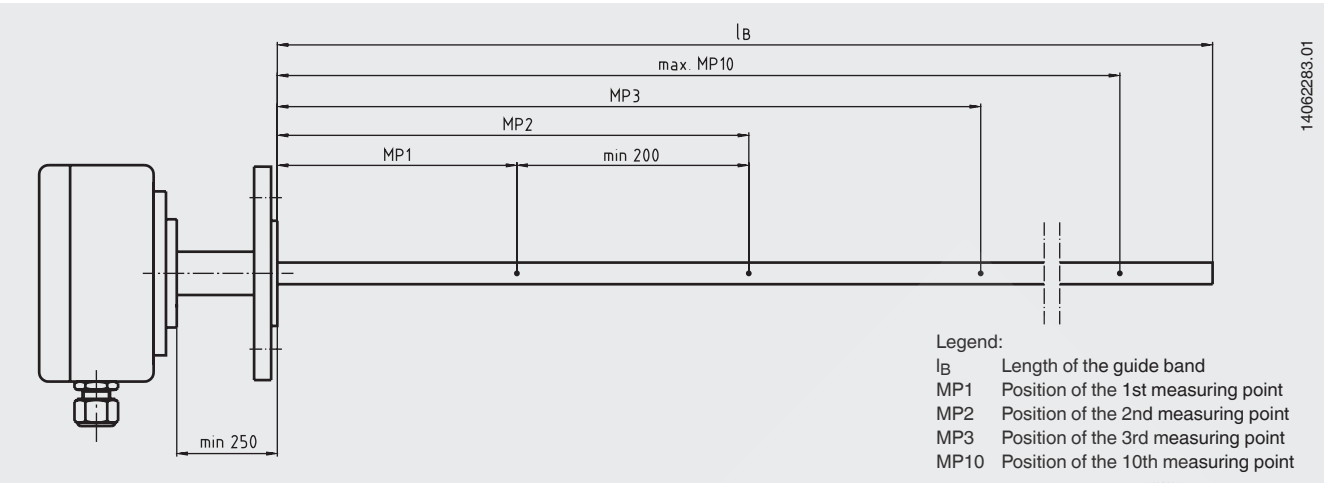 lB
max. MP10
MP3
MP2
MP1
min 200
min 250
14062283.01
Legend:
lB Length of the guide band
MP1 Position of the 1st measuring point
MP2 Position of the 2nd measuring point
MP3 Position of the 3rd measuring point
MP10 Position of the 10th measuring point